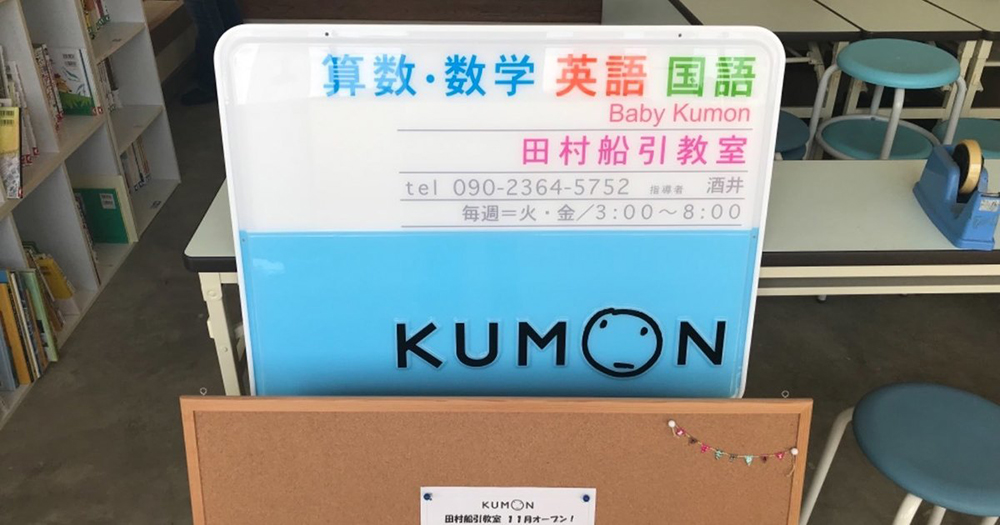 算数・数学 英語 国語
Baby Kumon
田村船引教室
tel 090-2364-5752 指導者 酒井
毎週＝火・金／3:00〜8:00
KUMON
KUMON
田村船引教室 11月オープン！